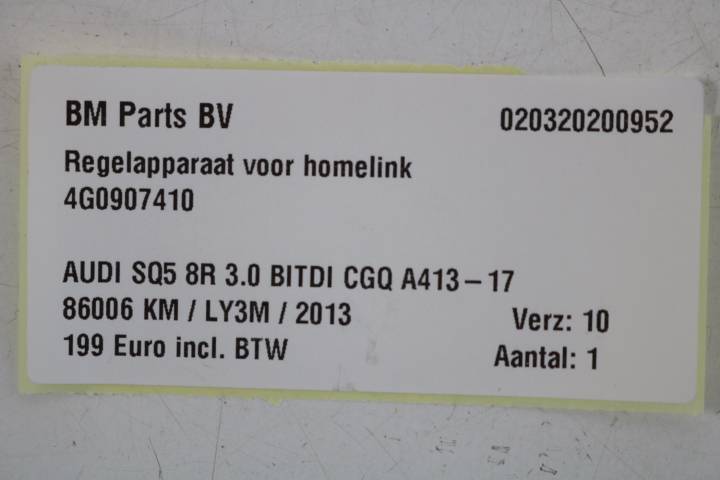 BM Parts BV 020320200952
Regelapparaat voor homelink
4G0907410
AUDI SQ5 8R 3.0 BITDI CGQ A413-17
86006 KM / LY3M / 2013 Verz: 10
199 Euro incl. BTW Aantal: 1